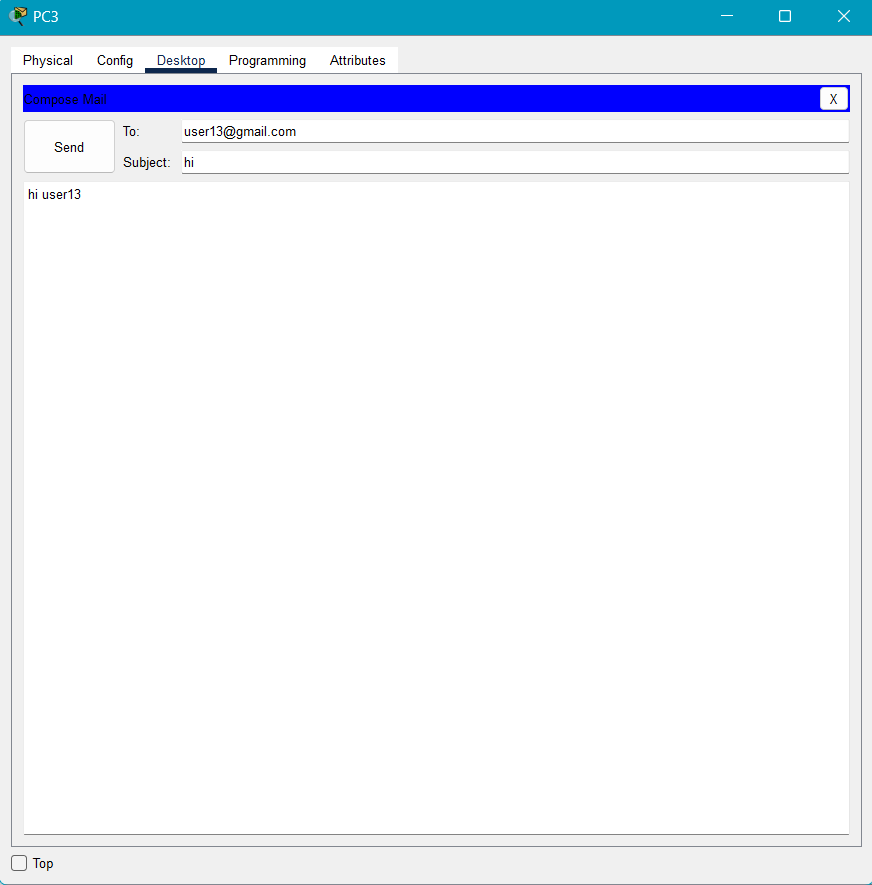 PC3
Physical Config Desktop Programming Attributes
Compose Mail X
Send
To: user13@gmail.com
Subject: hi
hi user13
Top